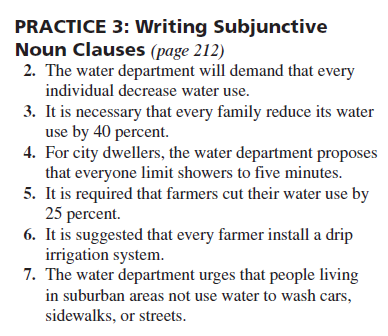 PRACTICE 3: Writing Subjunctive
Noun Clauses (page 212)
2. The water department will demand that every
individual decrease water use.
3. It is necessary that every family reduce its water
use by 40 percent.
4. For city dwellers, the water department proposes
that everyone limit showers to five minutes.
5. It is required that farmers cut their water use by
25 percent.
6. It is suggested that every farmer install a drip
irrigation system.
7. The water department urges that people living
in suburban areas not use water to wash cars,
sidewalks, or streets.